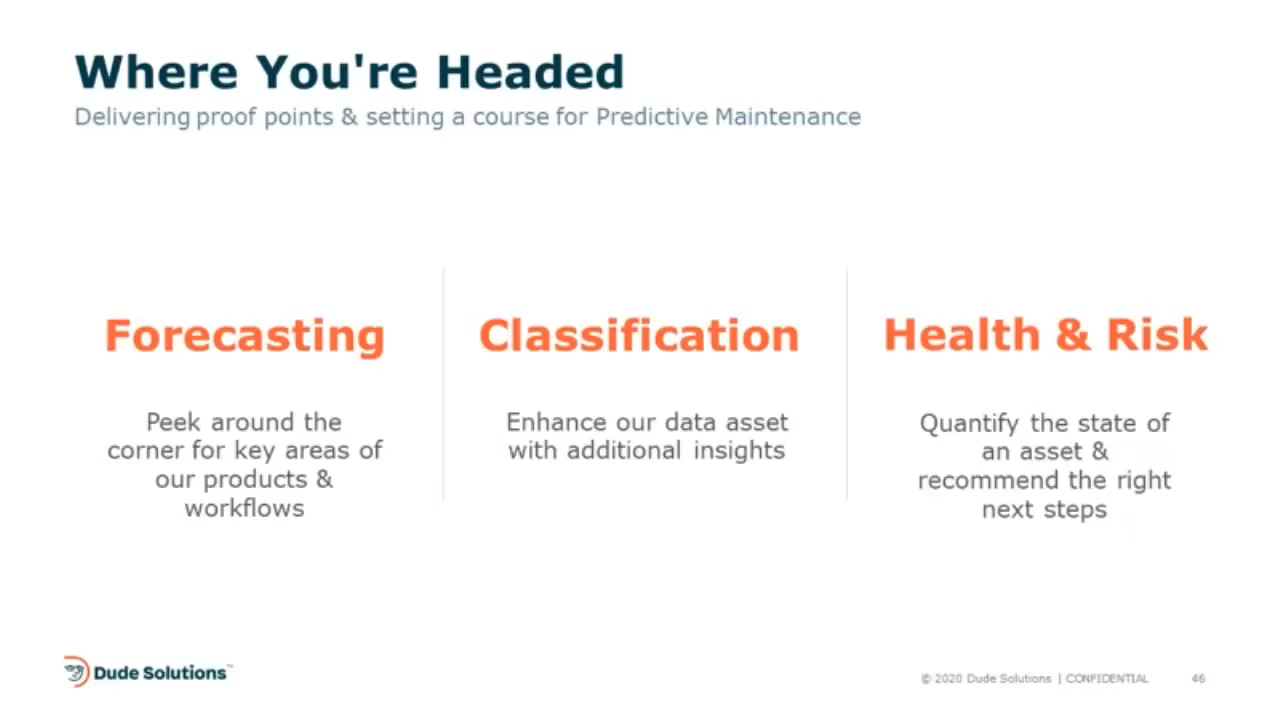 Where You're Headed
Delivering proof points & setting a course for Predictive Maintenance
Forecasting
Peek around the
corner for key areas of
our products &
workflows
Classification
Enhance our data asset
with additional insights
Health & Risk
Quantify the state of
an asset &
recommend the right
next steps
Dude Solutions™
© 2020 Dude Solutions | CONFIDENTIAL 46